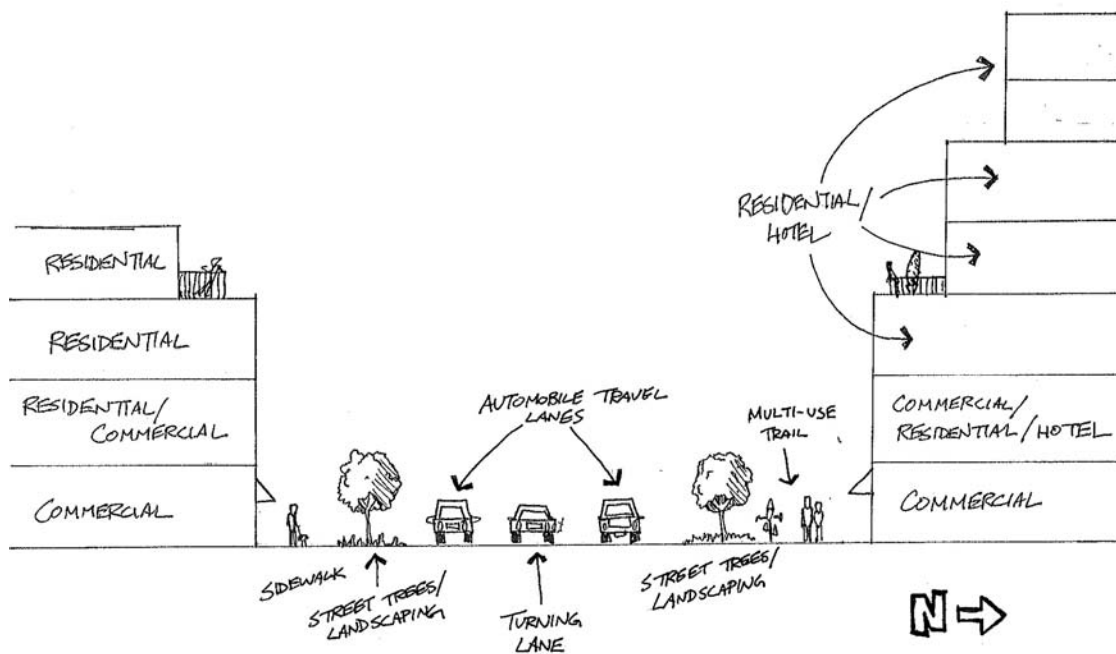 RESIDENTIAL/
HOTEL
RESIDENTIAL
RESIDENTIAL
RESIDENTIAL/
COMMERCIAL
COMMERCIAL
AUTOMOBILE TRAVEL
LANES
MULTI-USE
TRAIL
COMMERCIAL/
RESIDENTIAL/HOTEL
COMMERCIAL
SIDEWALK
STREET TREES/
LANDSCAPING
TURNING
LANE
STREET TREES/
LANDSCAPING
N